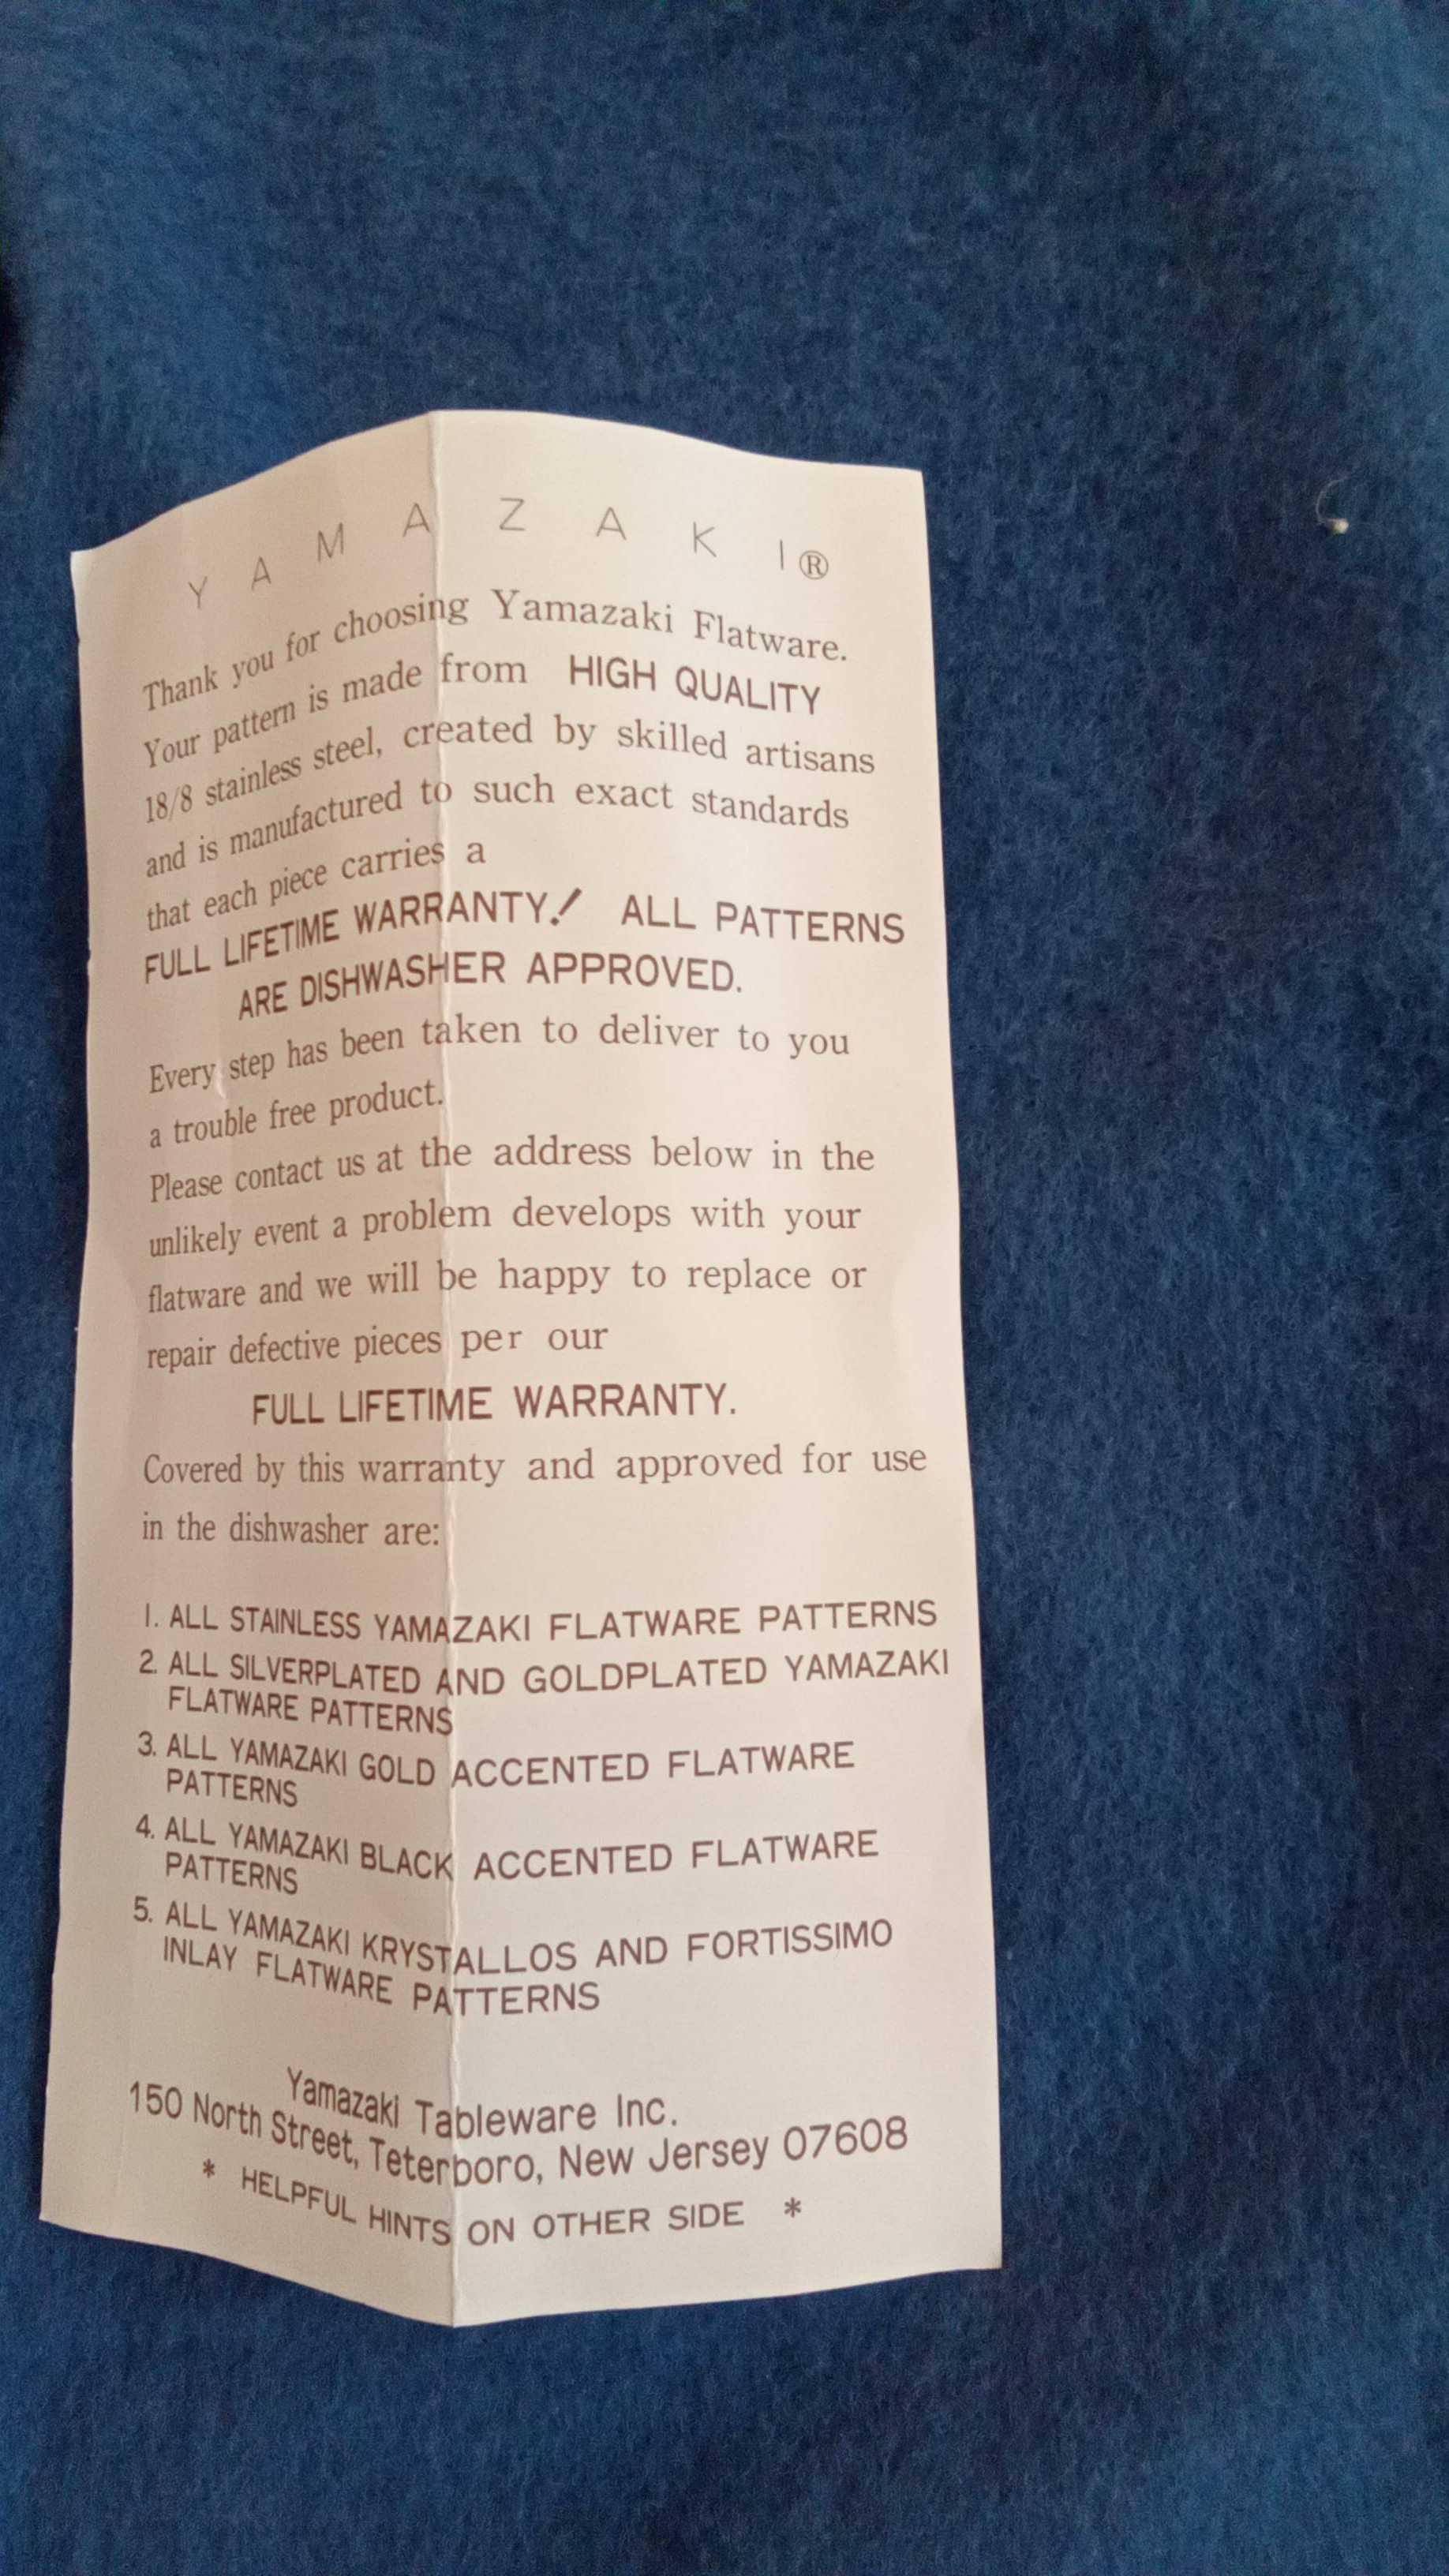 YAMAZAKI®
Thank you for choosing Yamazaki Flatware.
Your pattern is made from HIGH QUALITY
18/8 stainless steel, created by skilled artisans
and is manufactured to such exact standards
that each piece carries a
FULL LIFETIME WARRANTY! ALL PATTERNS
ARE DISHWASHER APPROVED.
Every step has been taken to deliver to you
a trouble free product.
Please contact us at the address below in the
unlikely event a problem develops with your
flatware and we will be happy to replace or
repair defective pieces per our
FULL LIFETIME WARRANTY.
Covered by this warranty and approved for use
in the dishwasher are:
1. ALL STAINLESS YAMAZAKI FLATWARE PATTERNS
2. ALL SILVERPLATED AND GOLDPLATED YAMAZAKI
FLATWARE PATTERNS
3. ALL YAMAZAKI GOLD ACCENTED FLATWARE
PATTERNS
4. ALL YAMAZAKI BLACK ACCENTED FLATWARE
PATTERNS
5. ALL YAMAZAKI KRYSTALLOS AND FORTISSIMO
INLAY FLATWARE PATTERNS
Yamazaki Tableware Inc.
150 North Street, Teterboro, New Jersey 07608
* HELPFUL HINTS ON OTHER SIDE *